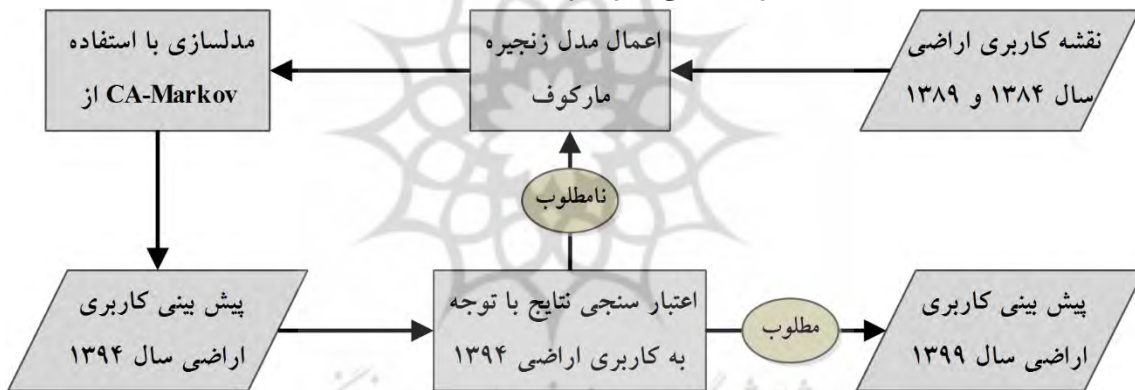 نقشه کاربری اراضی
سال ۱۳۸۴ و ۱۳۸۹
اعمال مدل زنجیره
مارکوف
مدلسازی با استفاده
از CA-Markov
نامطلوب
پیش بینی کاربری
اراضی سال ۱۳۹۴
اعتبار سنجی نتایج با توجه
به کاربری اراضی ۱۳۹۴
مطلوب
پیش بینی کاربری
اراضی سال ۱۳۹۹